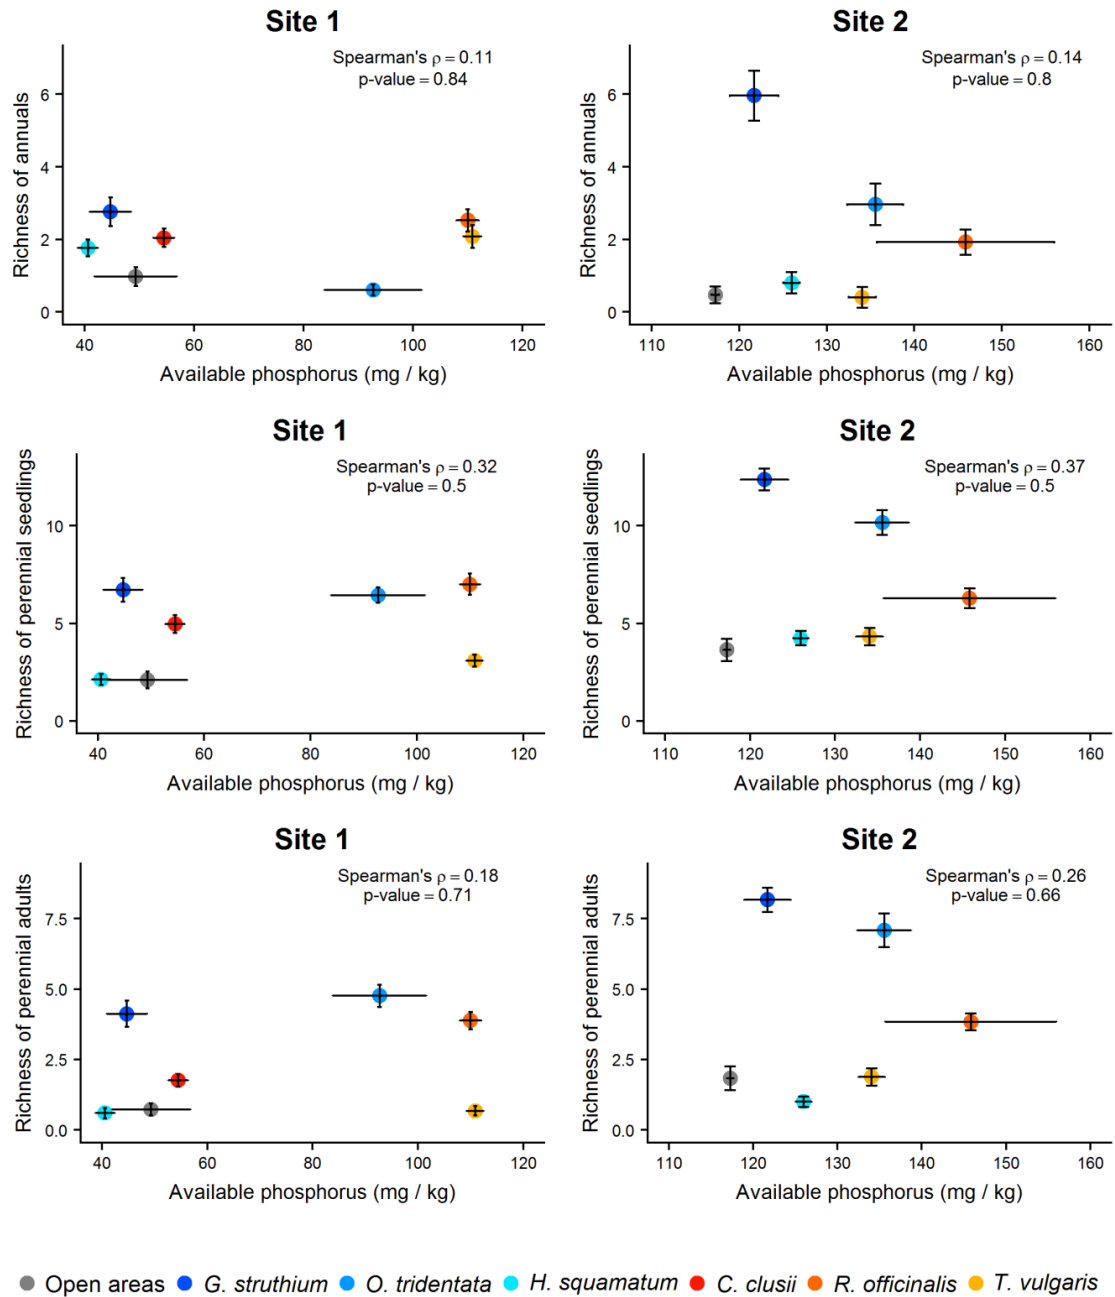 Site 1
Spearman's ρ = 0.11
p-value = 0.84
Richness of annuals
6
4
2
0
40 60 80 100 120
Available phosphorus (mg / kg)
Site 2
Spearman's ρ = 0.14
p-value = 0.8
Richness of annuals
6
4
2
0
110 120 130 140 150 160
Available phosphorus (mg / kg)
Site 1
Spearman's ρ = 0.32
p-value = 0.5
Richness of perennial seedlings
10
5
0
40 60 80 100 120
Available phosphorus (mg / kg)
Site 2
Spearman's ρ = 0.37
p-value = 0.5
Richness of perennial seedlings
10
5
0
110 120 130 140 150 160
Available phosphorus (mg / kg)
Site 1
Spearman's ρ = 0.18
p-value = 0.71
Richness of perennial adults
7.5
5.0
2.5
0.0
40 60 80 100 120
Available phosphorus (mg / kg)
Site 2
Spearman's ρ = 0.26
p-value = 0.66
Richness of perennial adults
7.5
5.0
2.5
0.0
110 120 130 140 150 160
Available phosphorus (mg / kg)
Open areas G. struthium O. tridentata H. squamatum C. clusii R. officinalis T. vulgaris